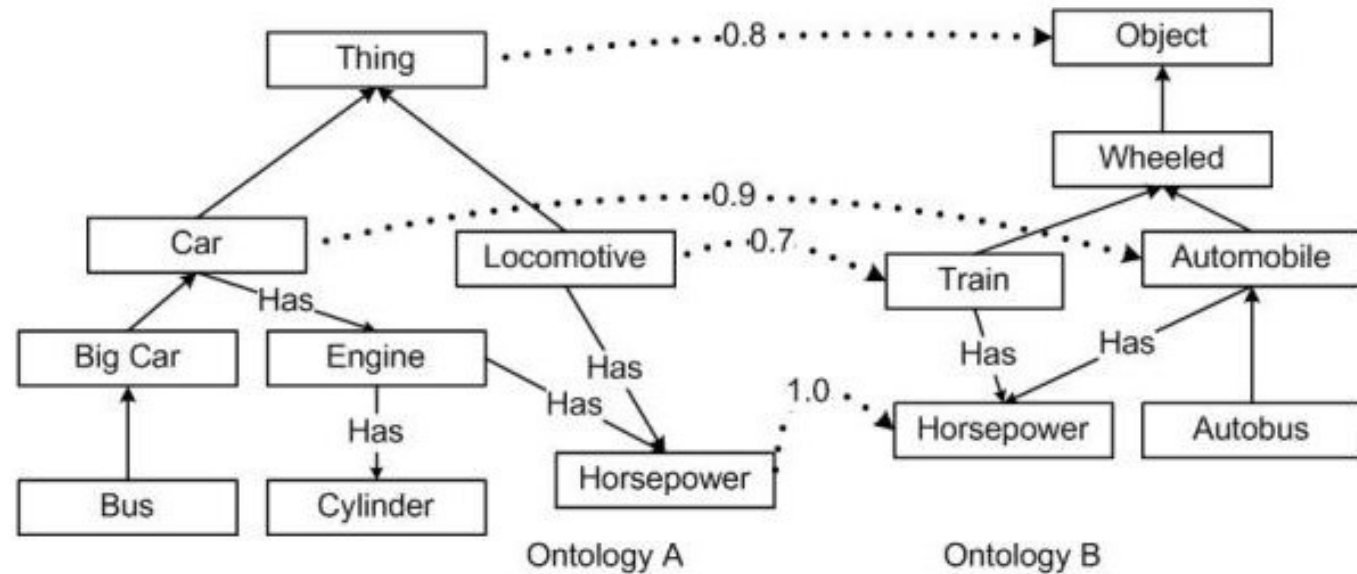 Thing
0.8
Object
Wheeled
0.9
Car
Locomotive
0.7
Train
Automobile
Has
Big Car
Engine
Has
Has
Has
Has
1.0
Has
Horsepower
Autobus
Bus
Cylinder
Horsepower
Ontology A
Ontology B